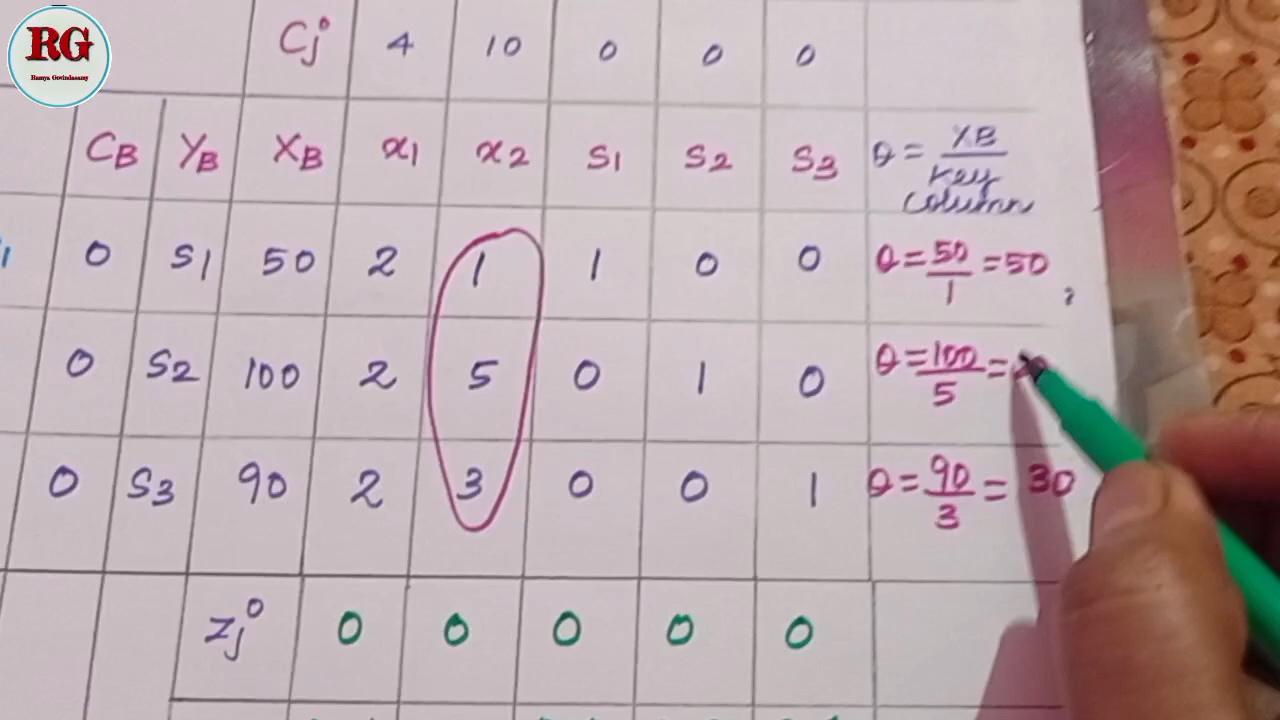 RG
Ramya Govindasamy
Cj 4 10 0 0 0
CB YB XB x1 x2 S1 S2 S3 θ = XB / key column
0 S1 50 2 1 1 0 0 θ = 50/1 = 50
0 S2 100 2 5 0 1 0 θ = 100/5 =
0 S3 90 2 3 0 0 1 θ = 90/3 = 30
Zj 0 0 0 0 0